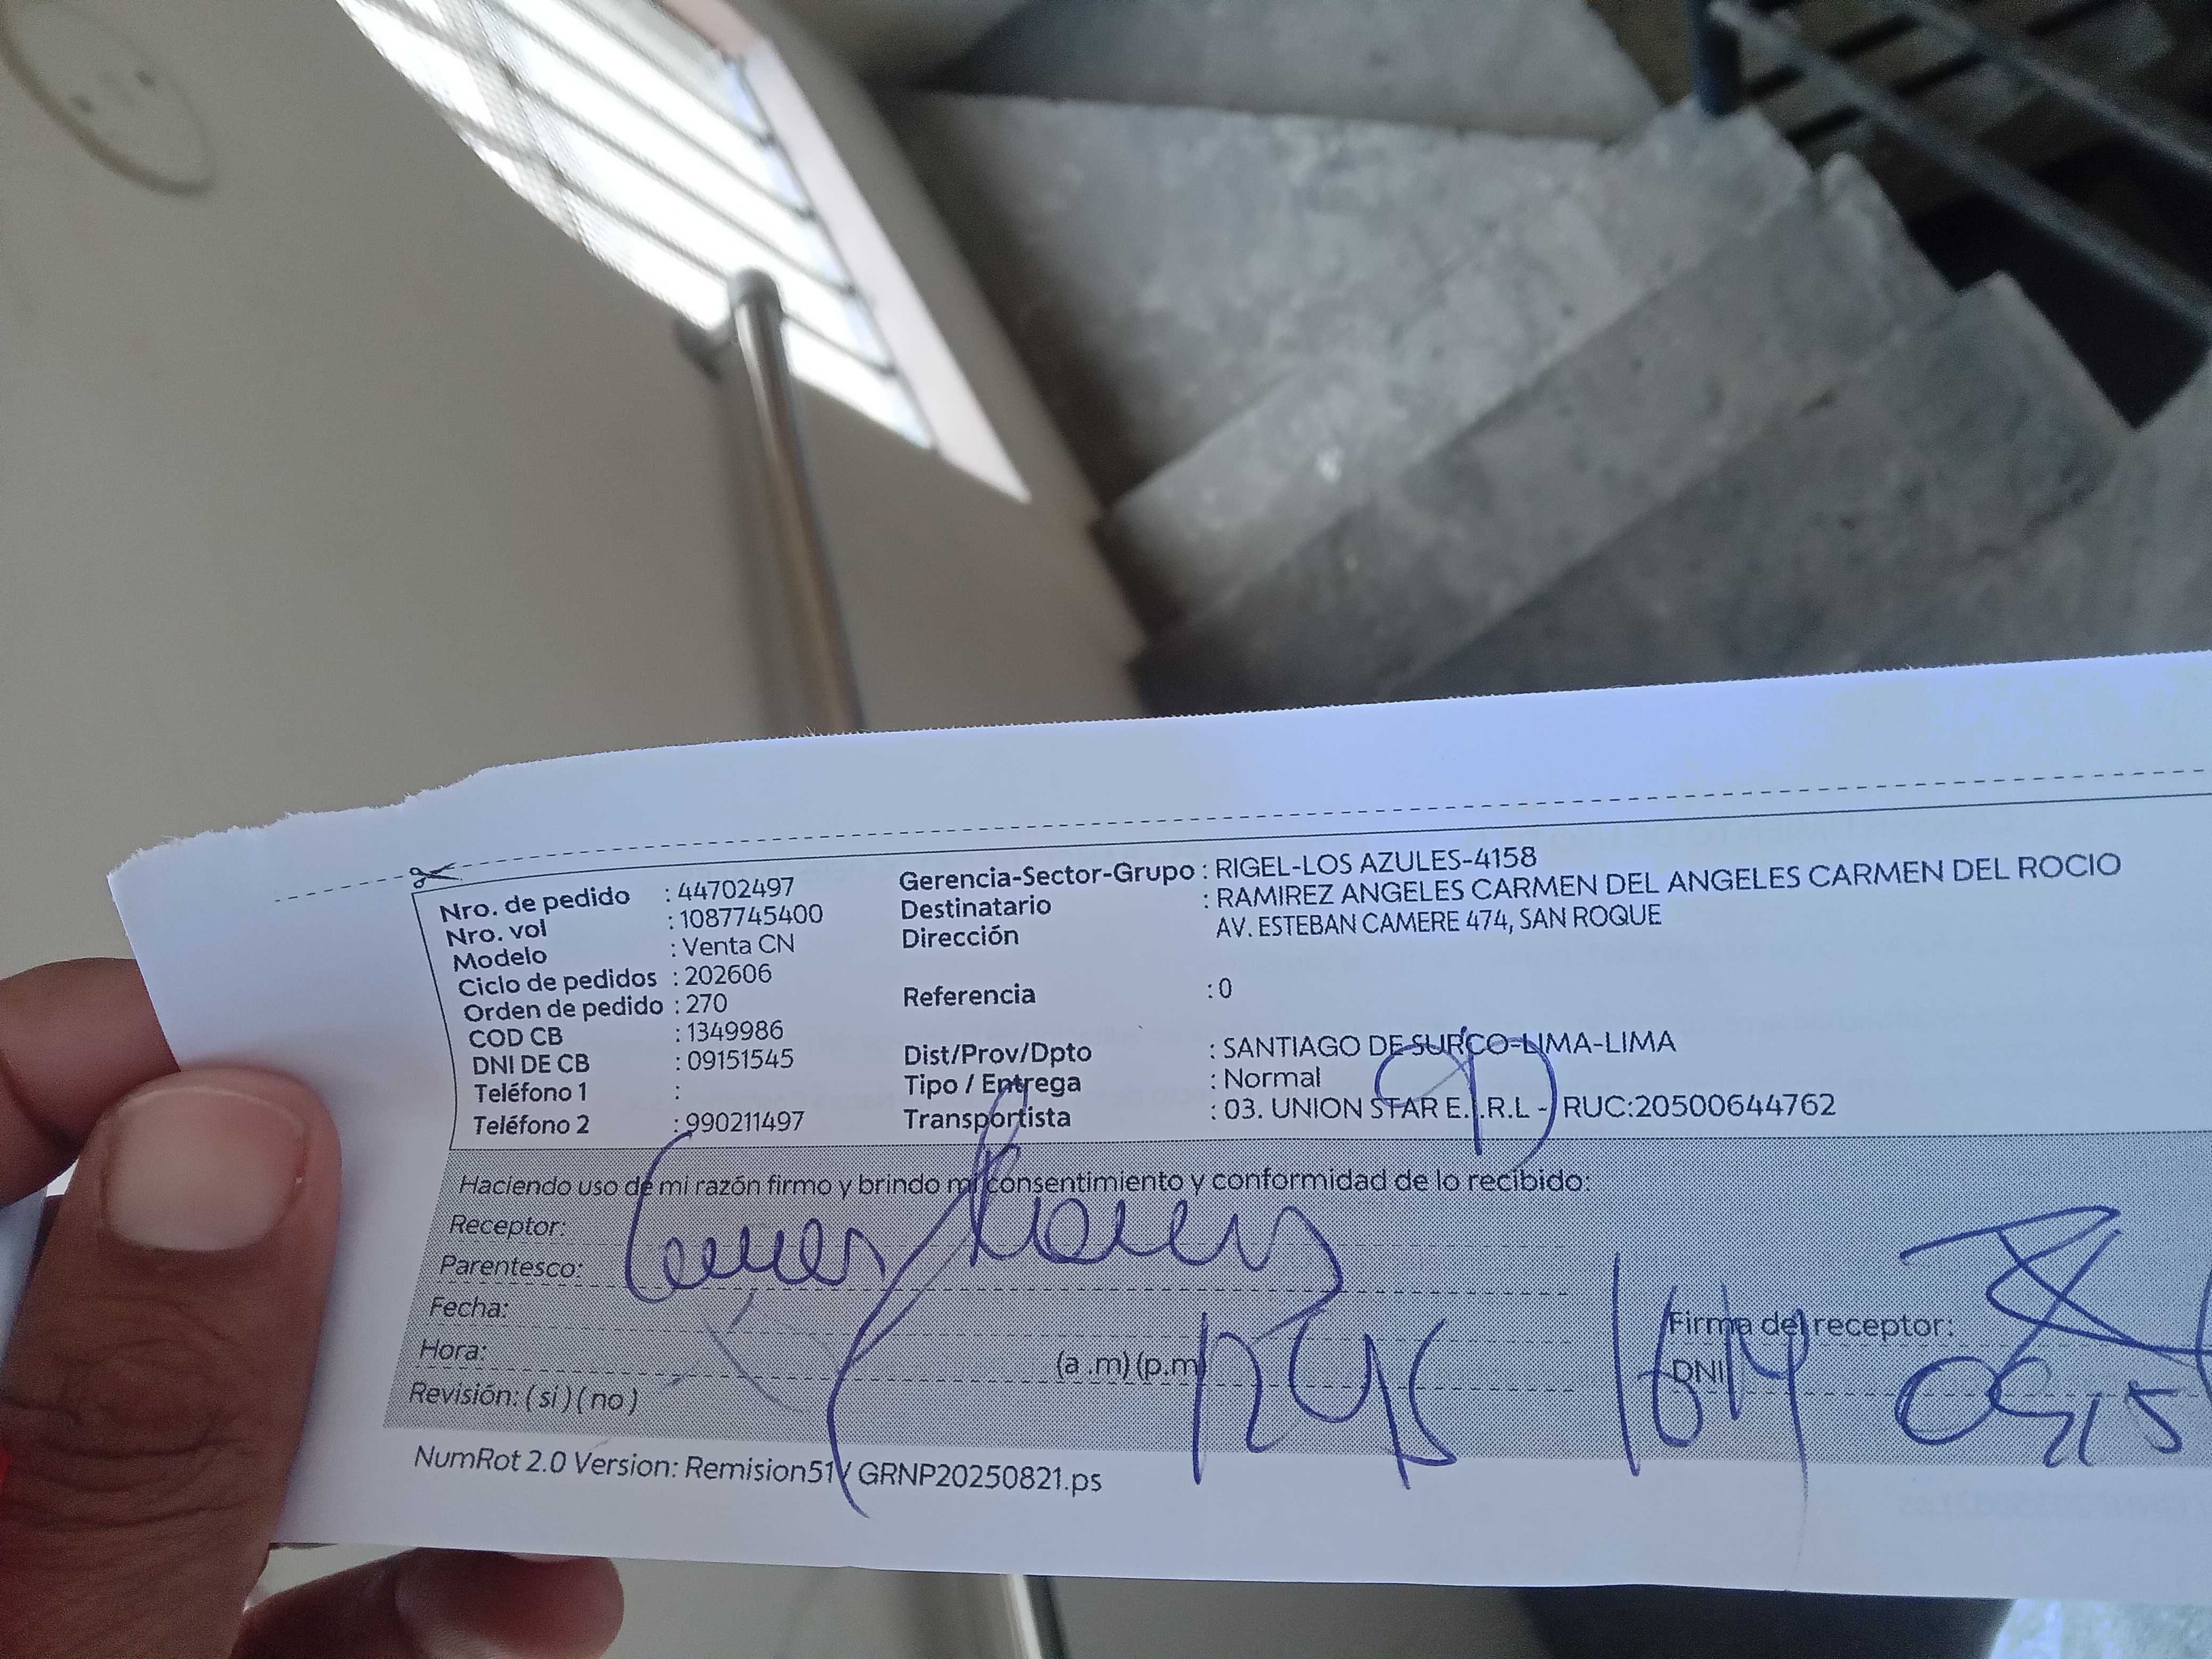 Nro. de pedido : 44702497
Nro. vol : 1087745400
Modelo : Venta CN
Ciclo de pedidos : 202606
Orden de pedido : 270
COD CB : 1349986
DNI DE CB : 09151545
Teléfono 1 :
Teléfono 2 : 990211497
Gerencia-Sector-Grupo : RIGEL-LOS AZULES-4158
Destinatario : RAMIREZ ANGELES CARMEN DEL ANGELES CARMEN DEL ROCIO
Dirección AV. ESTEBAN CAMERE 474, SAN ROQUE
Referencia : 0
Dist/Prov/Dpto : SANTIAGO DE SURCO-LIMA-LIMA
Tipo / Entrega : Normal
Transportista : 03. UNION STAR E.I.R.L - RUC:20500644762
Haciendo uso de mi razón firmo y brindo mi consentimiento y conformidad de lo recibido:
Receptor:
Parentesco:
Fecha:
Hora: (a .m) (p.m)
Revisión: ( si ) ( no )
Firma del receptor:
DNI
NumRot 2.0 Version: Remision51 / GRNP20250821.ps